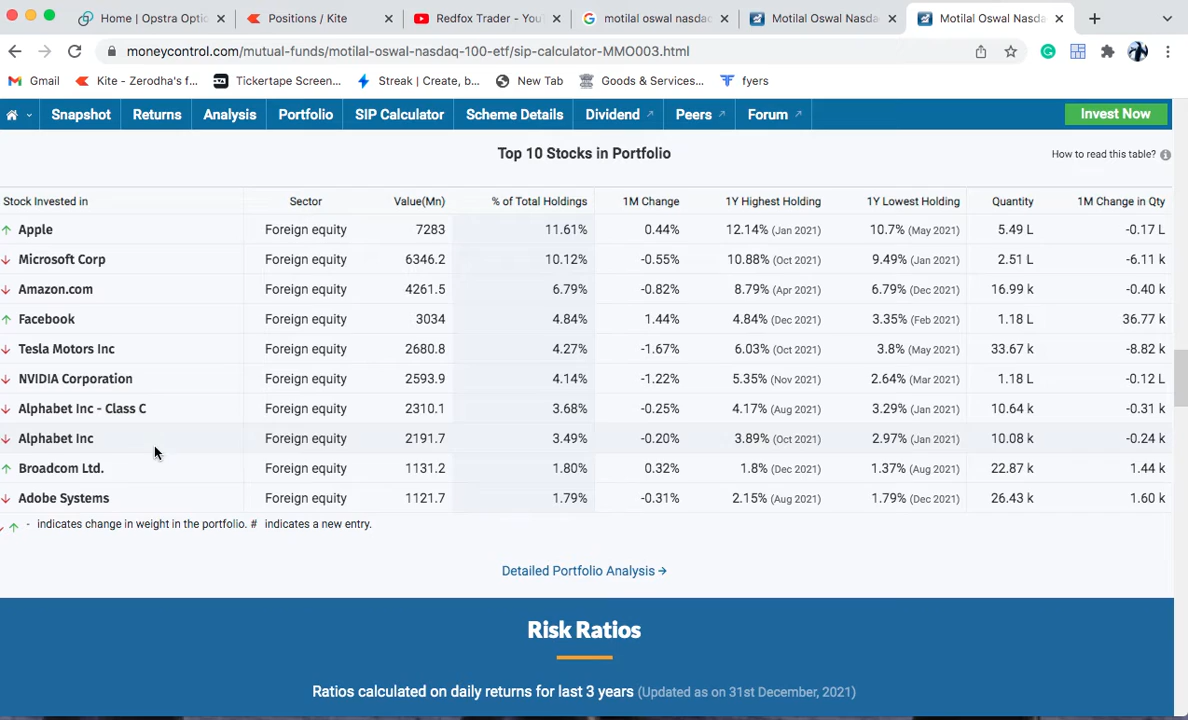 Home | Opstra Optic
Positions / Kite
Redfox Trader - You
motilal oswal nasdaq
Motilal Oswal Nasda
Motilal Oswal Nasda
moneycontrol.com/mutual-funds/motilal-oswal-nasdaq-100-etf/sip-calculator-MMO003.html
Gmail Kite - Zerodha's f... Tickertape Screen... Streak | Create, b... New Tab Goods & Services... fyers
Snapshot Returns Analysis Portfolio SIP Calculator Scheme Details Dividend Peers Forum Invest Now
Top 10 Stocks in Portfolio
How to read this table?
Stock Invested in Sector Value(Mn) % of Total Holdings 1M Change 1Y Highest Holding 1Y Lowest Holding Quantity 1M Change in Qty
↑ Apple Foreign equity 7283 11.61% 0.44% 12.14% (Jan 2021) 10.7% (May 2021) 5.49 L -0.17 L
↓ Microsoft Corp Foreign equity 6346.2 10.12% -0.55% 10.88% (Oct 2021) 9.49% (Jan 2021) 2.51 L -6.11 k
↓ Amazon.com Foreign equity 4261.5 6.79% -0.82% 8.79% (Apr 2021) 6.79% (Dec 2021) 16.99 k -0.40 k
↑ Facebook Foreign equity 3034 4.84% 1.44% 4.84% (Dec 2021) 3.35% (Feb 2021) 1.18 L 36.77 k
↓ Tesla Motors Inc Foreign equity 2680.8 4.27% -1.67% 6.03% (Oct 2021) 3.8% (May 2021) 33.67 k -8.82 k
↓ NVIDIA Corporation Foreign equity 2593.9 4.14% -1.22% 5.35% (Nov 2021) 2.64% (Mar 2021) 1.18 L -0.12 L
↓ Alphabet Inc - Class C Foreign equity 2310.1 3.68% -0.25% 4.17% (Aug 2021) 3.29% (Jan 2021) 10.64 k -0.31 k
↓ Alphabet Inc Foreign equity 2191.7 3.49% -0.20% 3.89% (Oct 2021) 2.97% (Jan 2021) 10.08 k -0.24 k
↑ Broadcom Ltd. Foreign equity 1131.2 1.80% 0.32% 1.8% (Dec 2021) 1.37% (Aug 2021) 22.87 k 1.44 k
↓ Adobe Systems Foreign equity 1121.7 1.79% -0.31% 2.15% (Aug 2021) 1.79% (Dec 2021) 26.43 k 1.60 k
↑ - indicates change in weight in the portfolio. # indicates a new entry.
Detailed Portfolio Analysis →
Risk Ratios
Ratios calculated on daily returns for last 3 years (Updated as on 31st December, 2021)